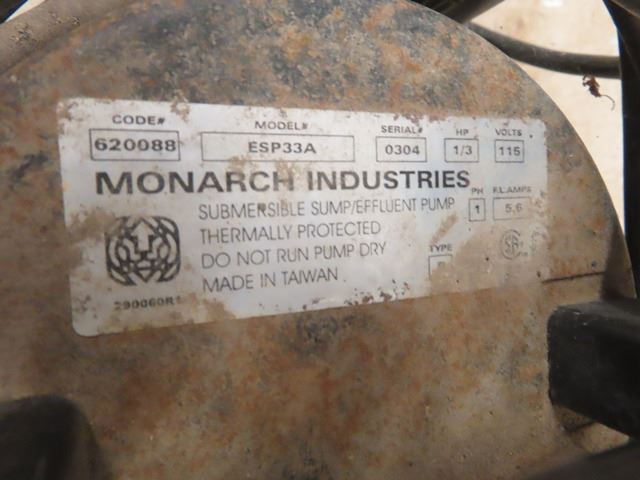 CODE# MODEL# SERIAL# HP VOLTS
620088 ESP33A 0304 1/3 115
MONARCH INDUSTRIES PH F.L. AMPS
SUBMERSIBLE SUMP/EFFLUENT PUMP 1 5.6
THERMALLY PROTECTED
DO NOT RUN PUMP DRY TYPE
MADE IN TAIWAN